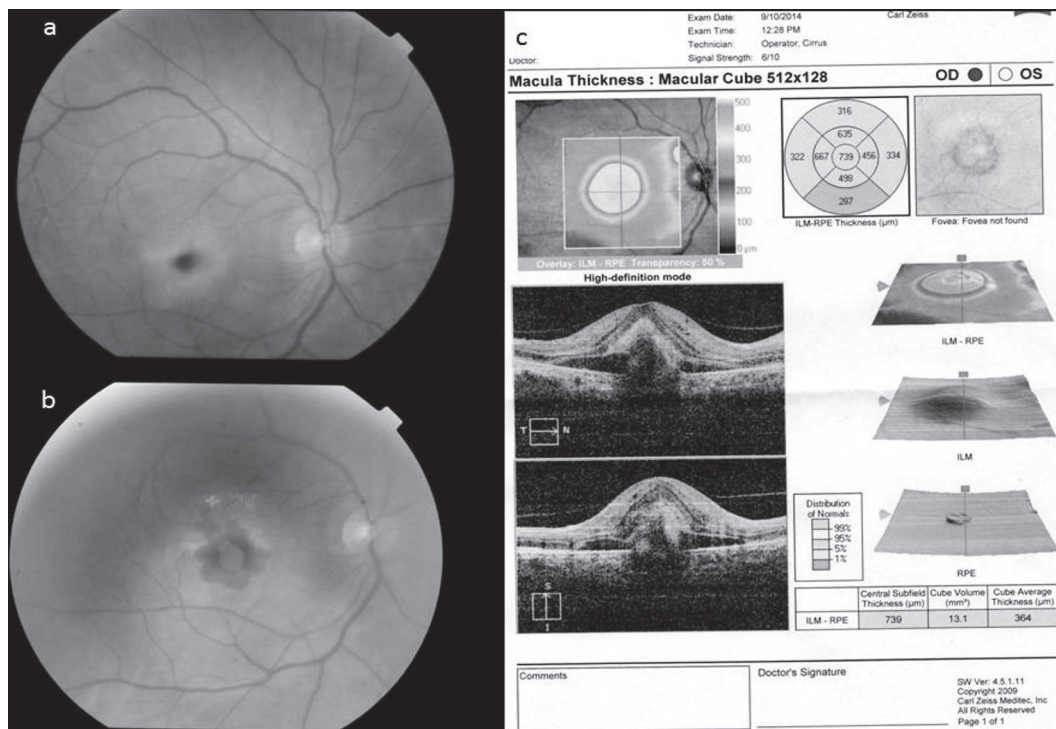 a
b
c
Exam Date: 9/10/2014 Carl Zeiss
Exam Time: 12:28 PM
Technician: Operator, Cirrus
Doctor: Signal Strength: 6/10
Macula Thickness : Macular Cube 512x128 OD OS
500
400
300
200
100
0 µm
Overlay: ILM - RPE Transparency: 50 %
316
635
322 667 739 456 334
498
287
ILM-RPE Thickness (µm)
Fovea: Fovea not found
High-definition mode
T N
S
I
ILM - RPE
ILM
RPE
Distribution
of Normals
99%
95%
5%
1%
Central Subfield Thickness (µm) Cube Volume (mm³) Cube Average Thickness (µm)
ILM - RPE 739 13.1 364
Comments
Doctor's Signature
SW Ver: 4.5.1.11
Copyright 2009
Carl Zeiss Meditec, Inc
All Rights Reserved
Page 1 of 1